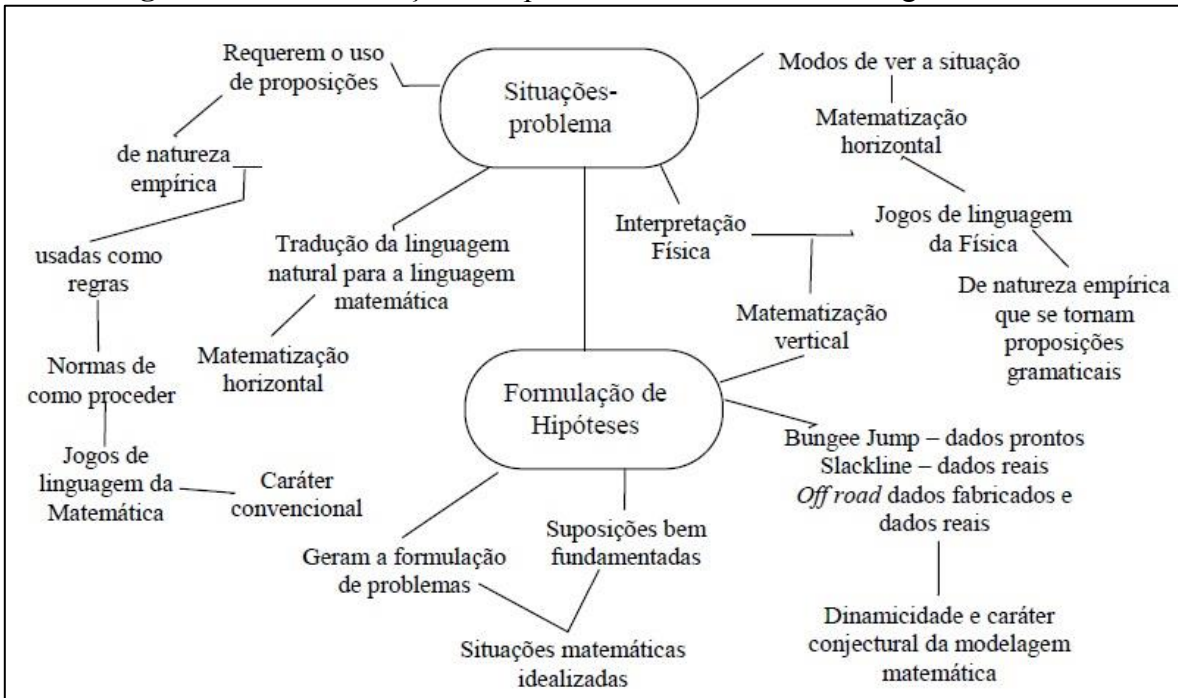 Requerem o uso
de proposições
Situações-
problema
Modos de ver a situação
Matematização
horizontal
de natureza
empírica
Tradução da linguagem
natural para a linguagem
matemática
Interpretação
Física
Jogos de linguagem
da Física
usadas como
regras
De natureza empírica
que se tornam
proposições
gramaticais
Matematização
vertical
Matematização
horizontal
Normas de
como proceder
Formulação de
Hipóteses
Bungee Jump – dados prontos
Slackline – dados reais
Off road dados fabricados e
dados reais
Jogos de
linguagem da
Matemática
Caráter
convencional
Geram a formulação
de problemas
Suposições bem
fundamentadas
Situações matemáticas
idealizadas
Dinamicidade e caráter
conjectural da modelagem
matemática